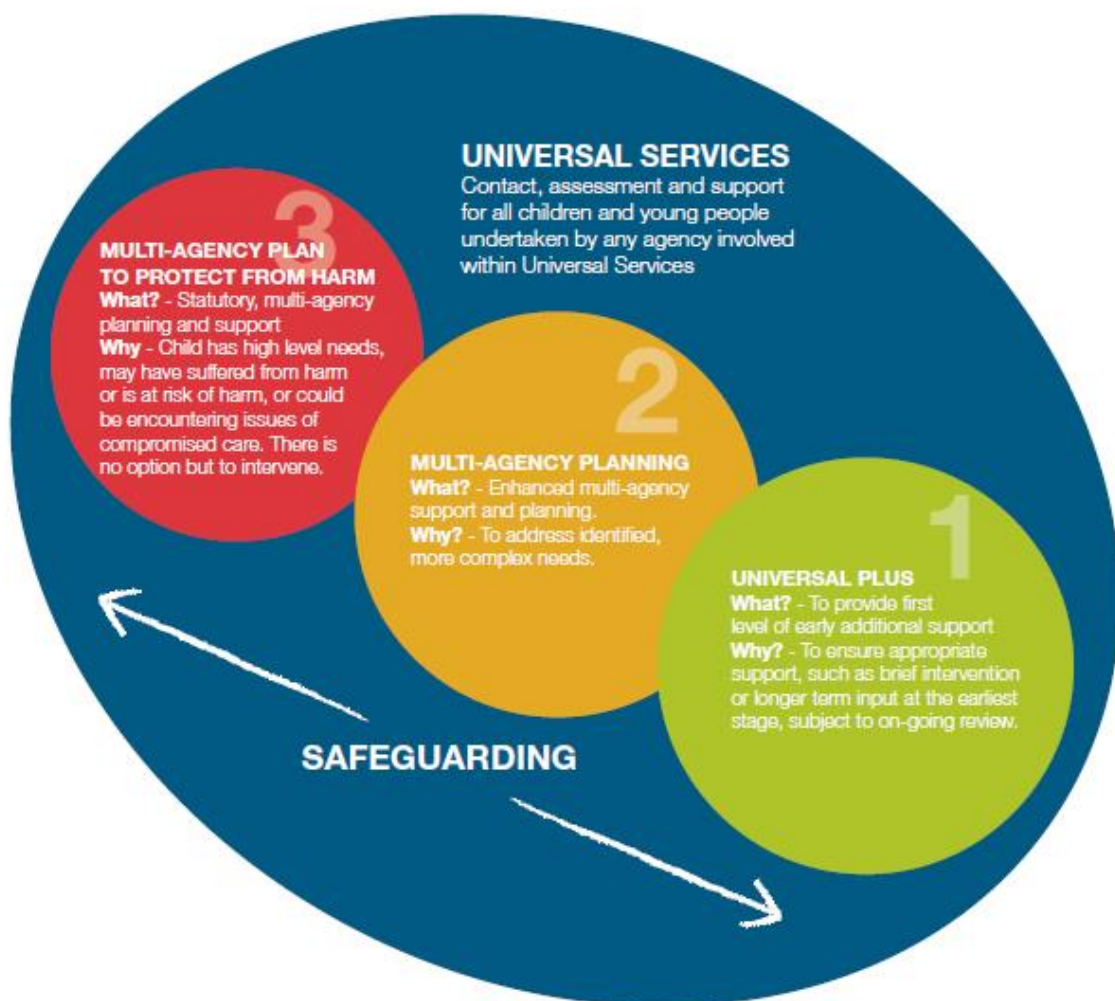 UNIVERSAL SERVICES
Contact, assessment and support
for all children and young people
undertaken by any agency involved
within Universal Services
3
MULTI-AGENCY PLAN
TO PROTECT FROM HARM
What? - Statutory, multi-agency
planning and support
Why - Child has high level needs,
may have suffered from harm
or is at risk of harm, or could
be encountering issues of
compromised care. There is
no option but to intervene.
2
MULTI-AGENCY PLANNING
What? - Enhanced multi-agency
support and planning.
Why? - To address identified,
more complex needs.
1
UNIVERSAL PLUS
What? - To provide first
level of early additional support
Why? - To ensure appropriate
support, such as brief intervention
or longer term input at the earliest
stage, subject to on-going review.
SAFEGUARDING